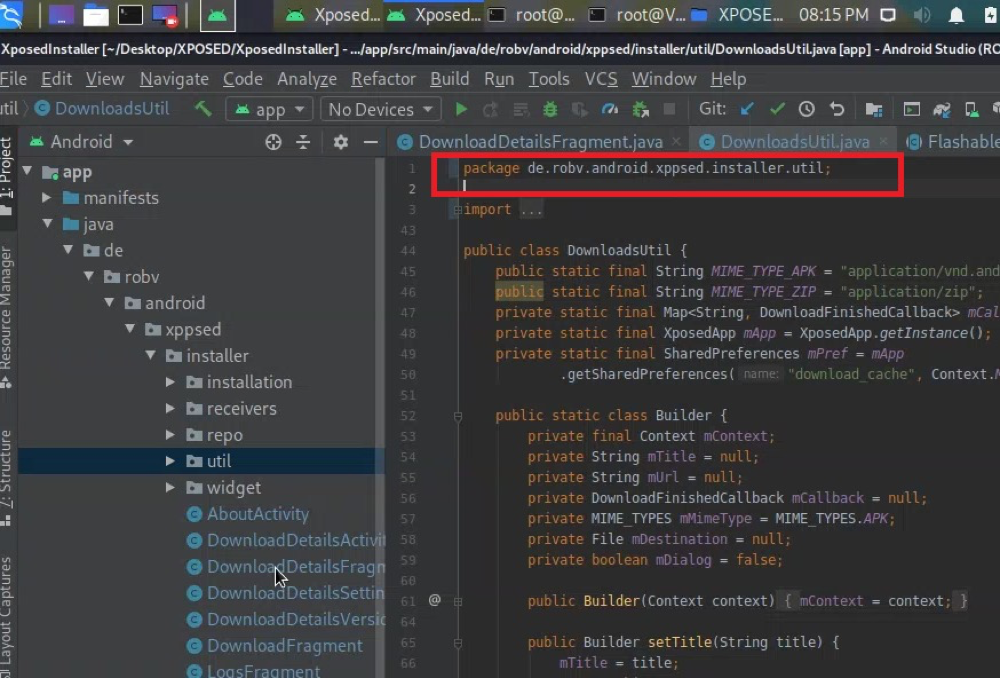 Xposed... Xposed... root@... root@V... XPOSE... 08:15 PM
XposedInstaller [~/Desktop/XPOSED/XposedInstaller] - .../app/src/main/java/de/robv/android/xppsed/installer/util/DownloadsUtil.java [app] - Android Studio (RO
File Edit View Navigate Code Analyze Refactor Build Run Tools VCS Window Help
util DownloadsUtil app No Devices Git:
Android
DownloadDetailsFragment.java DownloadsUtil.java Flashable
1: Project
Resource Manager
7: Structure
Layout Captures
app
manifests
java
de
robv
android
xppsed
installer
installation
receivers
repo
util
widget
AboutActivity
DownloadDetailsActivit
DownloadDetailsFragm
DownloadDetailsSettin
DownloadDetailsVersio
DownloadFragment
LogsFragment
1 package de.robv.android.xppsed.installer.util;
2
3 import ...
43
44 public class DownloadsUtil {
45 public static final String MIME_TYPE_APK = "application/vnd.and
46 public static final String MIME_TYPE_ZIP = "application/zip";
47 private static final Map<String, DownloadFinishedCallback> mCal
48 private static final XposedApp mApp = XposedApp.getInstance();
49 private static final SharedPreferences mPref = mApp
50 .getSharedPreferences( name: "download_cache", Context.M
51
52 public static class Builder {
53 private final Context mContext;
54 private String mTitle = null;
55 private String mUrl = null;
56 private DownloadFinishedCallback mCallback = null;
57 private MIME_TYPES mMimeType = MIME_TYPES.APK;
58 private File mDestination = null;
59 private boolean mDialog = false;
60
61 @ public Builder(Context context) { mContext = context; }
64
65 public Builder setTitle(String title) {
66 mTitle = title;